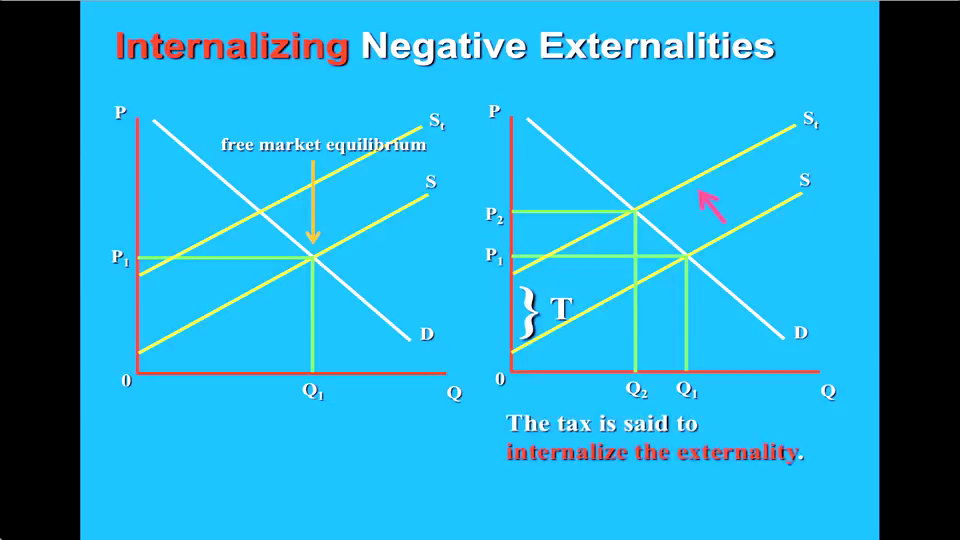 Internalizing Negative Externalities
P
St
free market equilibrium
S
P1
D
0
Q1
Q
P
St
S
P2
P1
} T
D
0
Q2
Q1
Q
The tax is said to
internalize the externality.